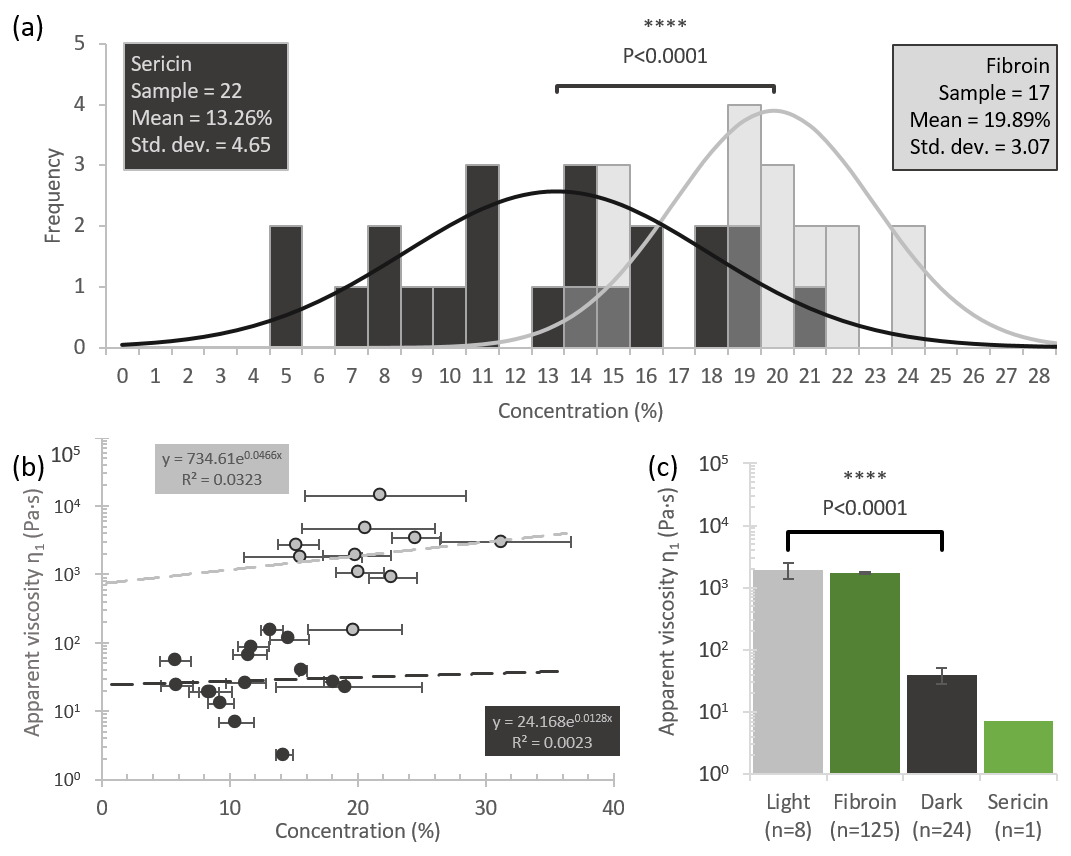 (a)
****
P<0.0001
Sericin
Sample = 22
Mean = 13.26%
Std. dev. = 4.65
Fibroin
Sample = 17
Mean = 19.89%
Std. dev. = 3.07
Frequency
5
4
3
2
1
0
0 1 2 3 4 5 6 7 8 9 10 11 12 13 14 15 16 17 18 19 20 21 22 23 24 25 26 27 28
Concentration (%)
(b)
Apparent viscosity η₁ (Pa·s)
10⁵
10⁴
10³
10²
10¹
10⁰
y = 734.61e^0.0466x
R² = 0.0323
y = 24.168e^0.0128x
R² = 0.0023
0 10 20 30 40
Concentration (%)
(c)
Apparent viscosity η₁ (Pa·s)
10⁵
10⁴
10³
10²
10¹
10⁰
****
P<0.0001
Light Fibroin Dark Sericin
(n=8) (n=125) (n=24) (n=1)